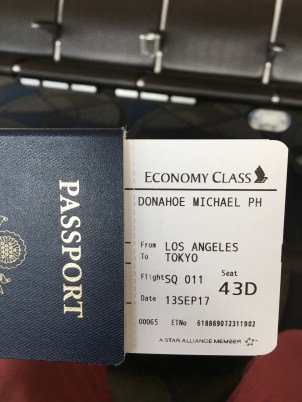 PASSPORT
ECONOMY CLASS
DONAHOE MICHAEL PH
From LOS ANGELES
To TOKYO
Flight SQ 011 Seat 43D
Date 13SEP17
00065 ETNo 618869072311902
A STAR ALLIANCE MEMBER